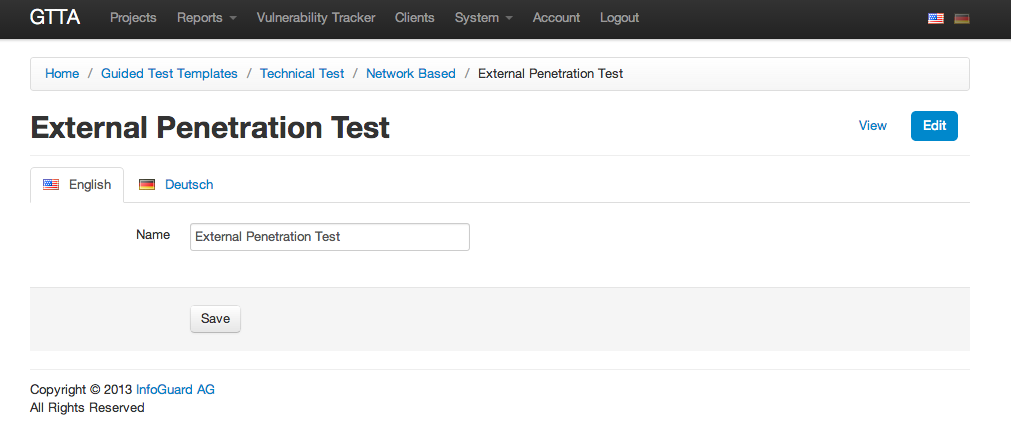 GTTA Projects Reports Vulnerability Tracker Clients System Account Logout
Home / Guided Test Templates / Technical Test / Network Based / External Penetration Test
External Penetration Test View Edit
English Deutsch
Name External Penetration Test
Save
Copyright © 2013 InfoGuard AG
All Rights Reserved